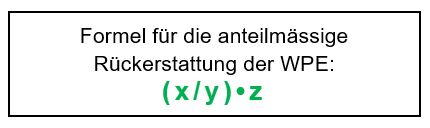 Formel für die anteilmässige
Rückerstattung der WPE:
(x/y)•z